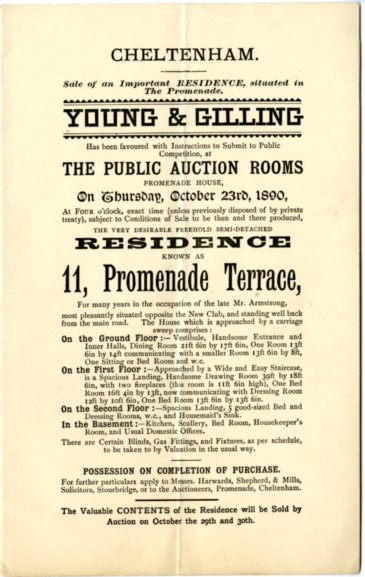 CHELTENHAM.
Sale of an Important RESIDENCE, situated in
The Promenade.
YOUNG & GILLING
Has been favoured with Instructions to Submit to Public
Competition, at
THE PUBLIC AUCTION ROOMS
PROMENADE HOUSE,
On Thursday, October 23rd, 1890,
At FOUR o'clock, exact time (unless previously disposed of by private
treaty), subject to Conditions of Sale to be then and there produced,
THE VERY DESIRABLE FREEHOLD SEMI-DETACHED
RESIDENCE
KNOWN AS
11, Promenade Terrace,
For many years in the occupation of the late Mr. Armstrong,
most pleasantly situated opposite the New Club, and standing well back
from the main road. The House which is approached by a carriage
sweep comprises :
On the Ground Floor :— Vestibule, Handsome Entrance and
Inner Halls, Dining Room 21ft 6in by 17ft 6in, One Room 13ft
6in by 14ft communicating with a smaller Room 13ft 6in by 8ft,
One Sitting or Bed Room and w.c.
On the First Floor :—Approached by a Wide and Easy Staircase,
is a Spacious Landing, Handsome Drawing Room 39ft by 18ft
6in, with two fireplaces (this room is 11ft 6in high), One Bed
Room 16ft 4in by 13ft, now communicating with Dressing Room
12ft by 10ft 6in, One Bed Room 13ft 6in by 13ft 6in.
On the Second Floor :—Spacious Landing, 5 good-sized Bed and
Dressing Rooms, w.c., and Housemaid's Sink.
In the Basement :—Kitchen, Scullery, Bed Room, Housekeeper's
Room, and Usual Domestic Offices.
There are Certain Blinds, Gas Fittings, and Fixtures, as per schedule,
to be taken to by Valuation in the usual way.
POSSESSION ON COMPLETION OF PURCHASE.
For further particulars apply to Messrs. Harwards, Shepherd, & Mills,
Solicitors, Stourbridge, or to the Auctioneers, Promenade, Cheltenham.
The Valuable CONTENTS of the Residence will be Sold by
Auction on October the 29th and 30th.